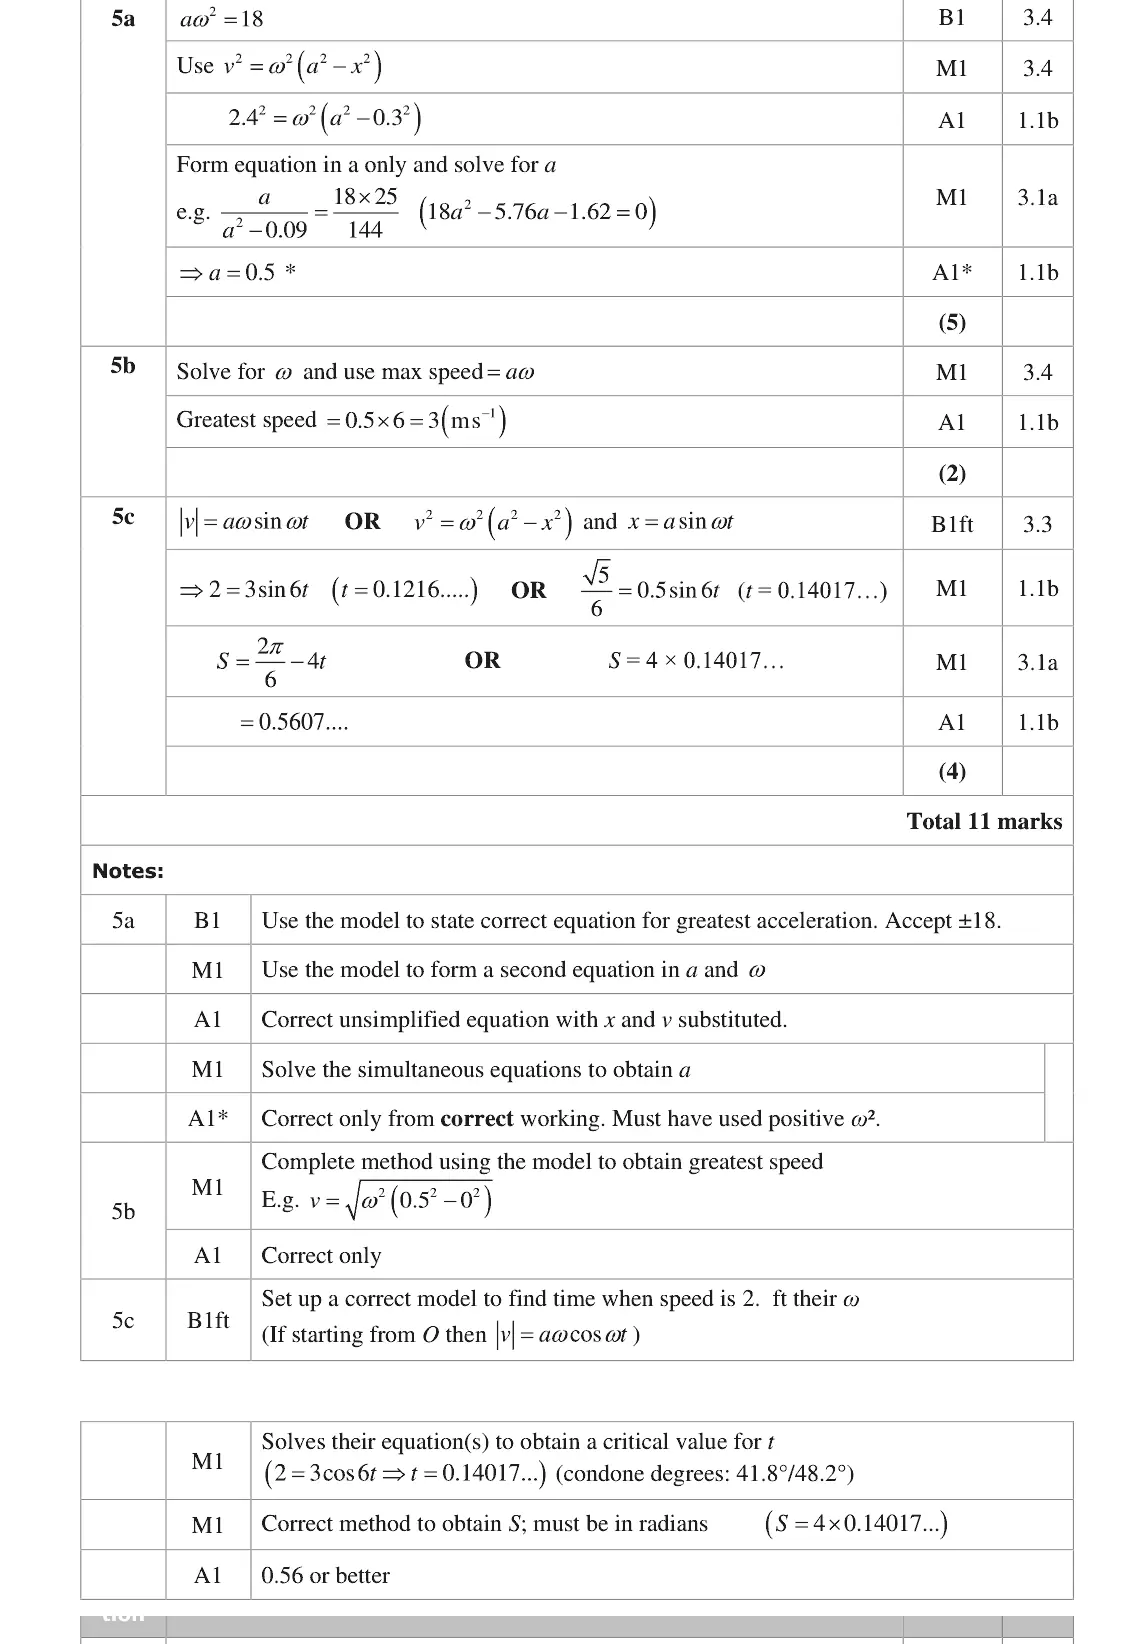 5a aω² = 18 B1 3.4
Use v² = ω²(a² − x²) M1 3.4
2.4² = ω²(a² − 0.3²) A1 1.1b
Form equation in a only and solve for a
e.g. a/(a² − 0.09) = (18 × 25)/144 (18a² − 5.76a − 1.62 = 0) M1 3.1a
⇒ a = 0.5 * A1* 1.1b
(5)
5b Solve for ω and use max speed = aω M1 3.4
Greatest speed = 0.5 × 6 = 3 (m s⁻¹) A1 1.1b
(2)
5c |v| = aω sin ωt OR v² = ω²(a² − x²) and x = a sin ωt B1ft 3.3
⇒ 2 = 3sin 6t (t = 0.1216.....) OR √5/6 = 0.5sin 6t (t = 0.14017…) M1 1.1b
S = 2π/6 − 4t OR S = 4 × 0.14017… M1 3.1a
= 0.5607.... A1 1.1b
(4)
Total 11 marks
Notes:
5a B1 Use the model to state correct equation for greatest acceleration. Accept ±18.
M1 Use the model to form a second equation in a and ω
A1 Correct unsimplified equation with x and v substituted.
M1 Solve the simultaneous equations to obtain a
A1* Correct only from correct working. Must have used positive ω².
5b M1 Complete method using the model to obtain greatest speed
E.g. v = √(ω²(0.5² − 0²))
A1 Correct only
5c B1ft Set up a correct model to find time when speed is 2. ft their ω
(If starting from O then |v| = aω cos ωt )
M1 Solves their equation(s) to obtain a critical value for t
(2 = 3cos 6t ⇒ t = 0.14017...) (condone degrees: 41.8°/48.2°)
M1 Correct method to obtain S; must be in radians (S = 4 × 0.14017...)
A1 0.56 or better
tion